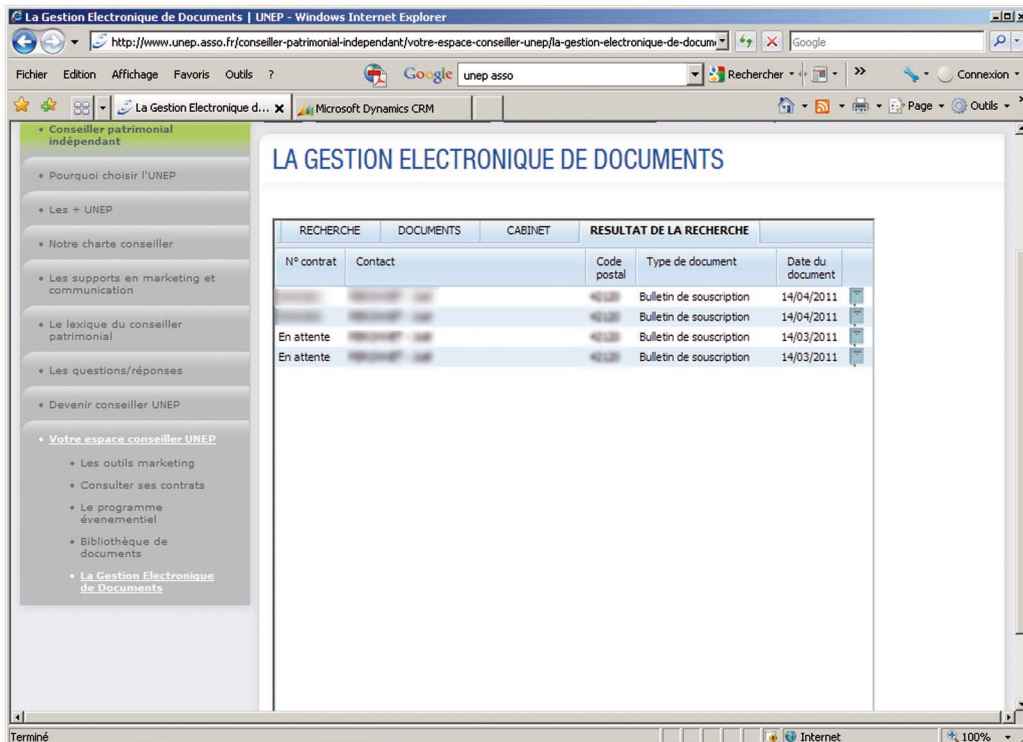 La Gestion Electronique de Documents | UNEP - Windows Internet Explorer
http://www.unep.asso.fr/conseiller-patrimonial-independant/votre-espace-conseiller-unep/la-gestion-electronique-de-docum
Google
Fichier Edition Affichage Favoris Outils ?
Google unep asso
Rechercher
Connexion
La Gestion Electronique d...
Microsoft Dynamics CRM
Page
Outils
• Conseiller patrimonial
indépendant
• Pourquoi choisir l'UNEP
• Les + UNEP
• Notre charte conseiller
• Les supports en marketing et
communication
• Le lexique du conseiller
patrimonial
• Les questions/réponses
• Devenir conseiller UNEP
• Votre espace conseiller UNEP
• Les outils marketing
• Consulter ses contrats
• Le programme
évenementiel
• Bibliothèque de
documents
• La Gestion Electronique
de Documents
LA GESTION ELECTRONIQUE DE DOCUMENTS
RECHERCHE DOCUMENTS CABINET RESULTAT DE LA RECHERCHE
N° contrat Contact Code postal Type de document Date du document
Bulletin de souscription 14/04/2011
Bulletin de souscription 14/04/2011
En attente Bulletin de souscription 14/03/2011
En attente Bulletin de souscription 14/03/2011
Terminé
Internet
100%